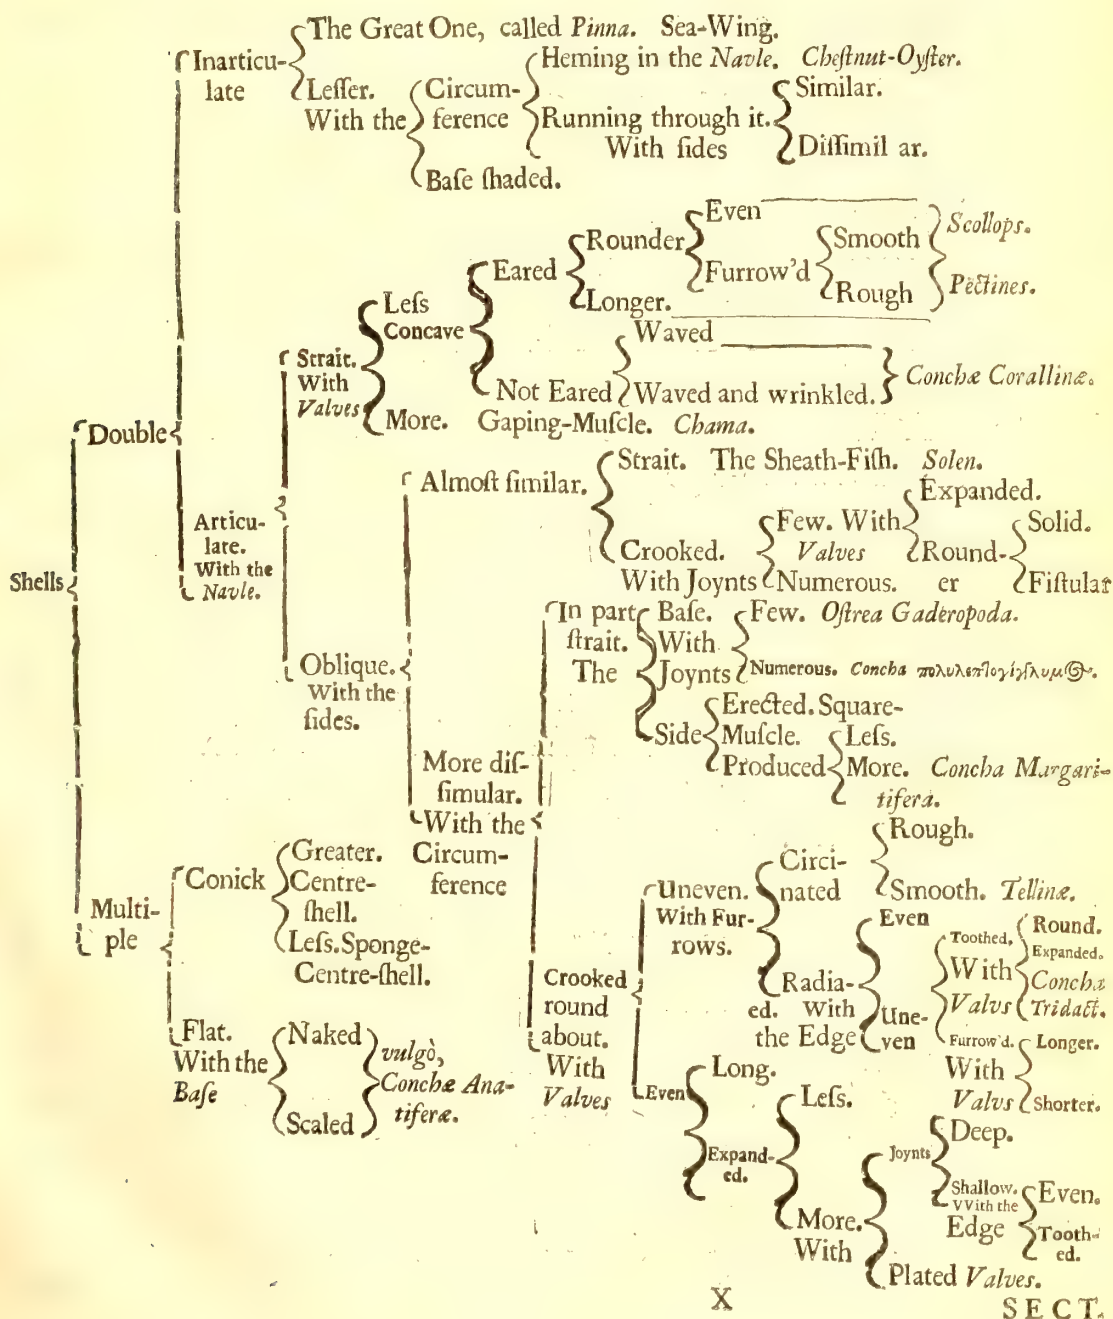 The Great One, called Pinna. Sea-Wing.
Inarticu-
late
Leſſer.
With the
Circum-
ference
Heming in the Navle. Cheſtnut-Oyſter.
Running through it.
With ſides
Similar.
Diſſimil ar.
Baſe ſhaded.
Shells
Double
Articu-
late.
With the
Navle.
Strait.
With
Valves
Leſs
Concave
Eared
Rounder
Even
Furrow'd
Smooth
Rough
Scollops.
Pectines.
Longer.
Not Eared
Waved
Waved and wrinkled.
Conchæ Corallinæ.
More. Gaping-Muſcle. Chama.
Oblique.
With the
ſides.
Almoſt ſimilar.
Strait. The Sheath-Fiſh. Solen.
Crooked.
With Joynts
Few. With
Valves
Expanded.
Round-
er
Solid.
Fiſtular
Numerous.
More diſ-
ſimular.
With the
Circum-
ference
In part
ſtrait.
The
Baſe.
With
Joynts
Few. Oſtrea Gaderopoda.
Numerous. Concha
Side
Erected. Square-
Muſcle.
Produced
Leſs.
More. Concha Margari-
tifera.
Crooked
round
about.
With
Valves
Uneven.
With Fur-
rows.
Circi-
nated
Rough.
Smooth. Tellinæ.
Radia-
ed. With
the Edge
Even
Une-
ven
Toothed.
With
Valvs
Round.
Expanded.
Concha
Tridact.
Furrow'd.
With
Valvs
Longer.
Shorter.
Even
Long.
Expand-
ed.
Leſs.
More.
With
Joynts
Deep.
Shallow.
VVith the
Edge
Even.
Tooth-
ed.
Plated Valves.
Multi-
ple
Conick
Greater.
Centre-
ſhell.
Leſs. Sponge-
Centre-ſhell.
Flat.
With the
Baſe
Naked
Scaled
vulgò,
Conchæ Ana-
tiferæ.
X
SECT.